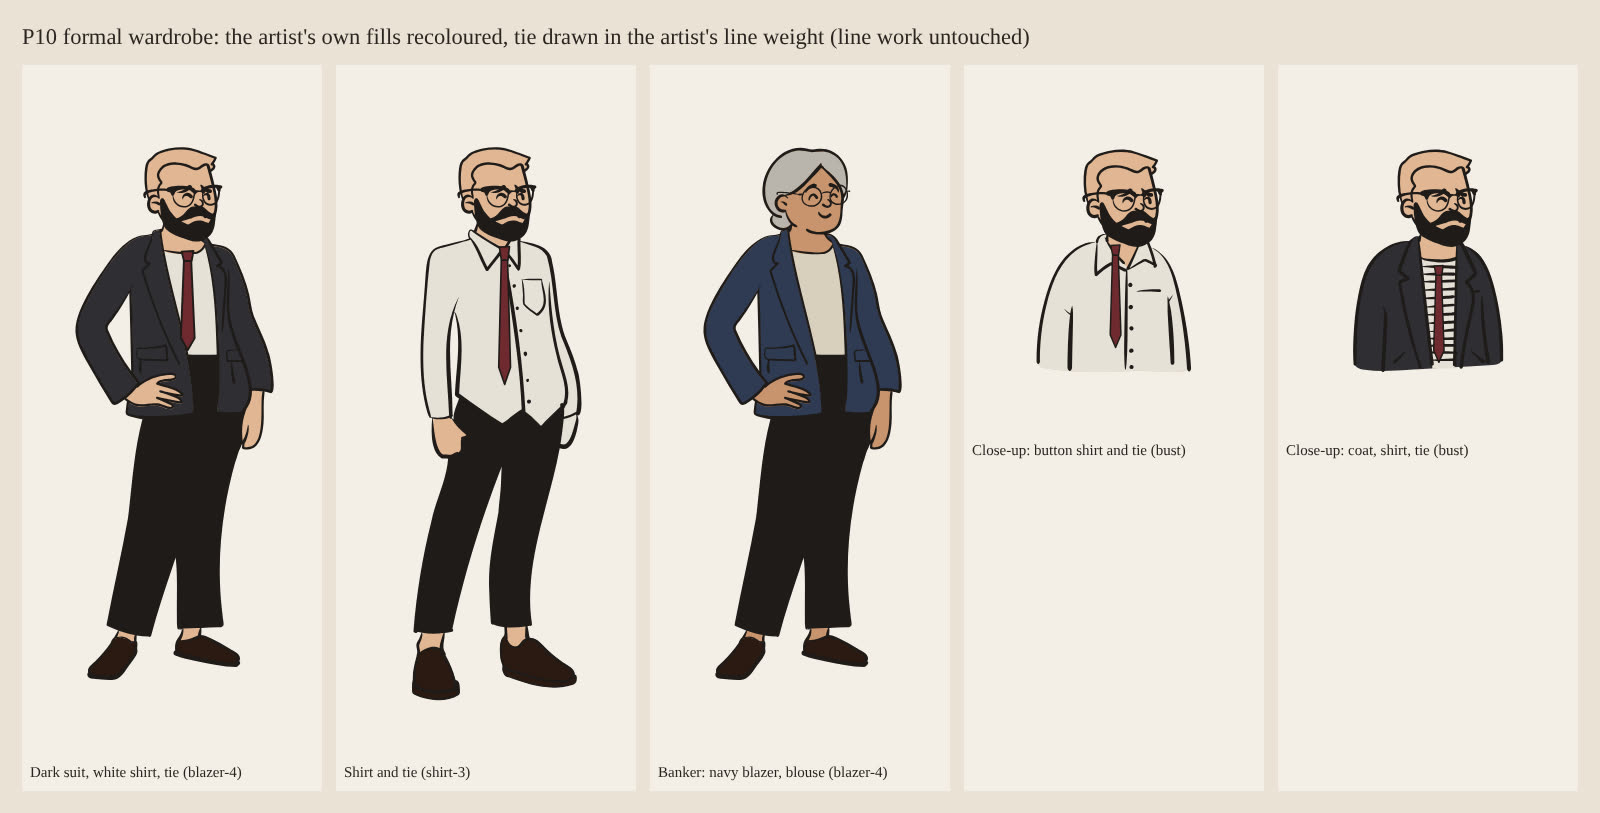 P10 formal wardrobe: the artist's own fills recoloured, tie drawn in the artist's line weight (line work untouched)
Close-up: button shirt and tie (bust)
Close-up: coat, shirt, tie (bust)
Dark suit, white shirt, tie (blazer-4)
Shirt and tie (shirt-3)
Banker: navy blazer, blouse (blazer-4)